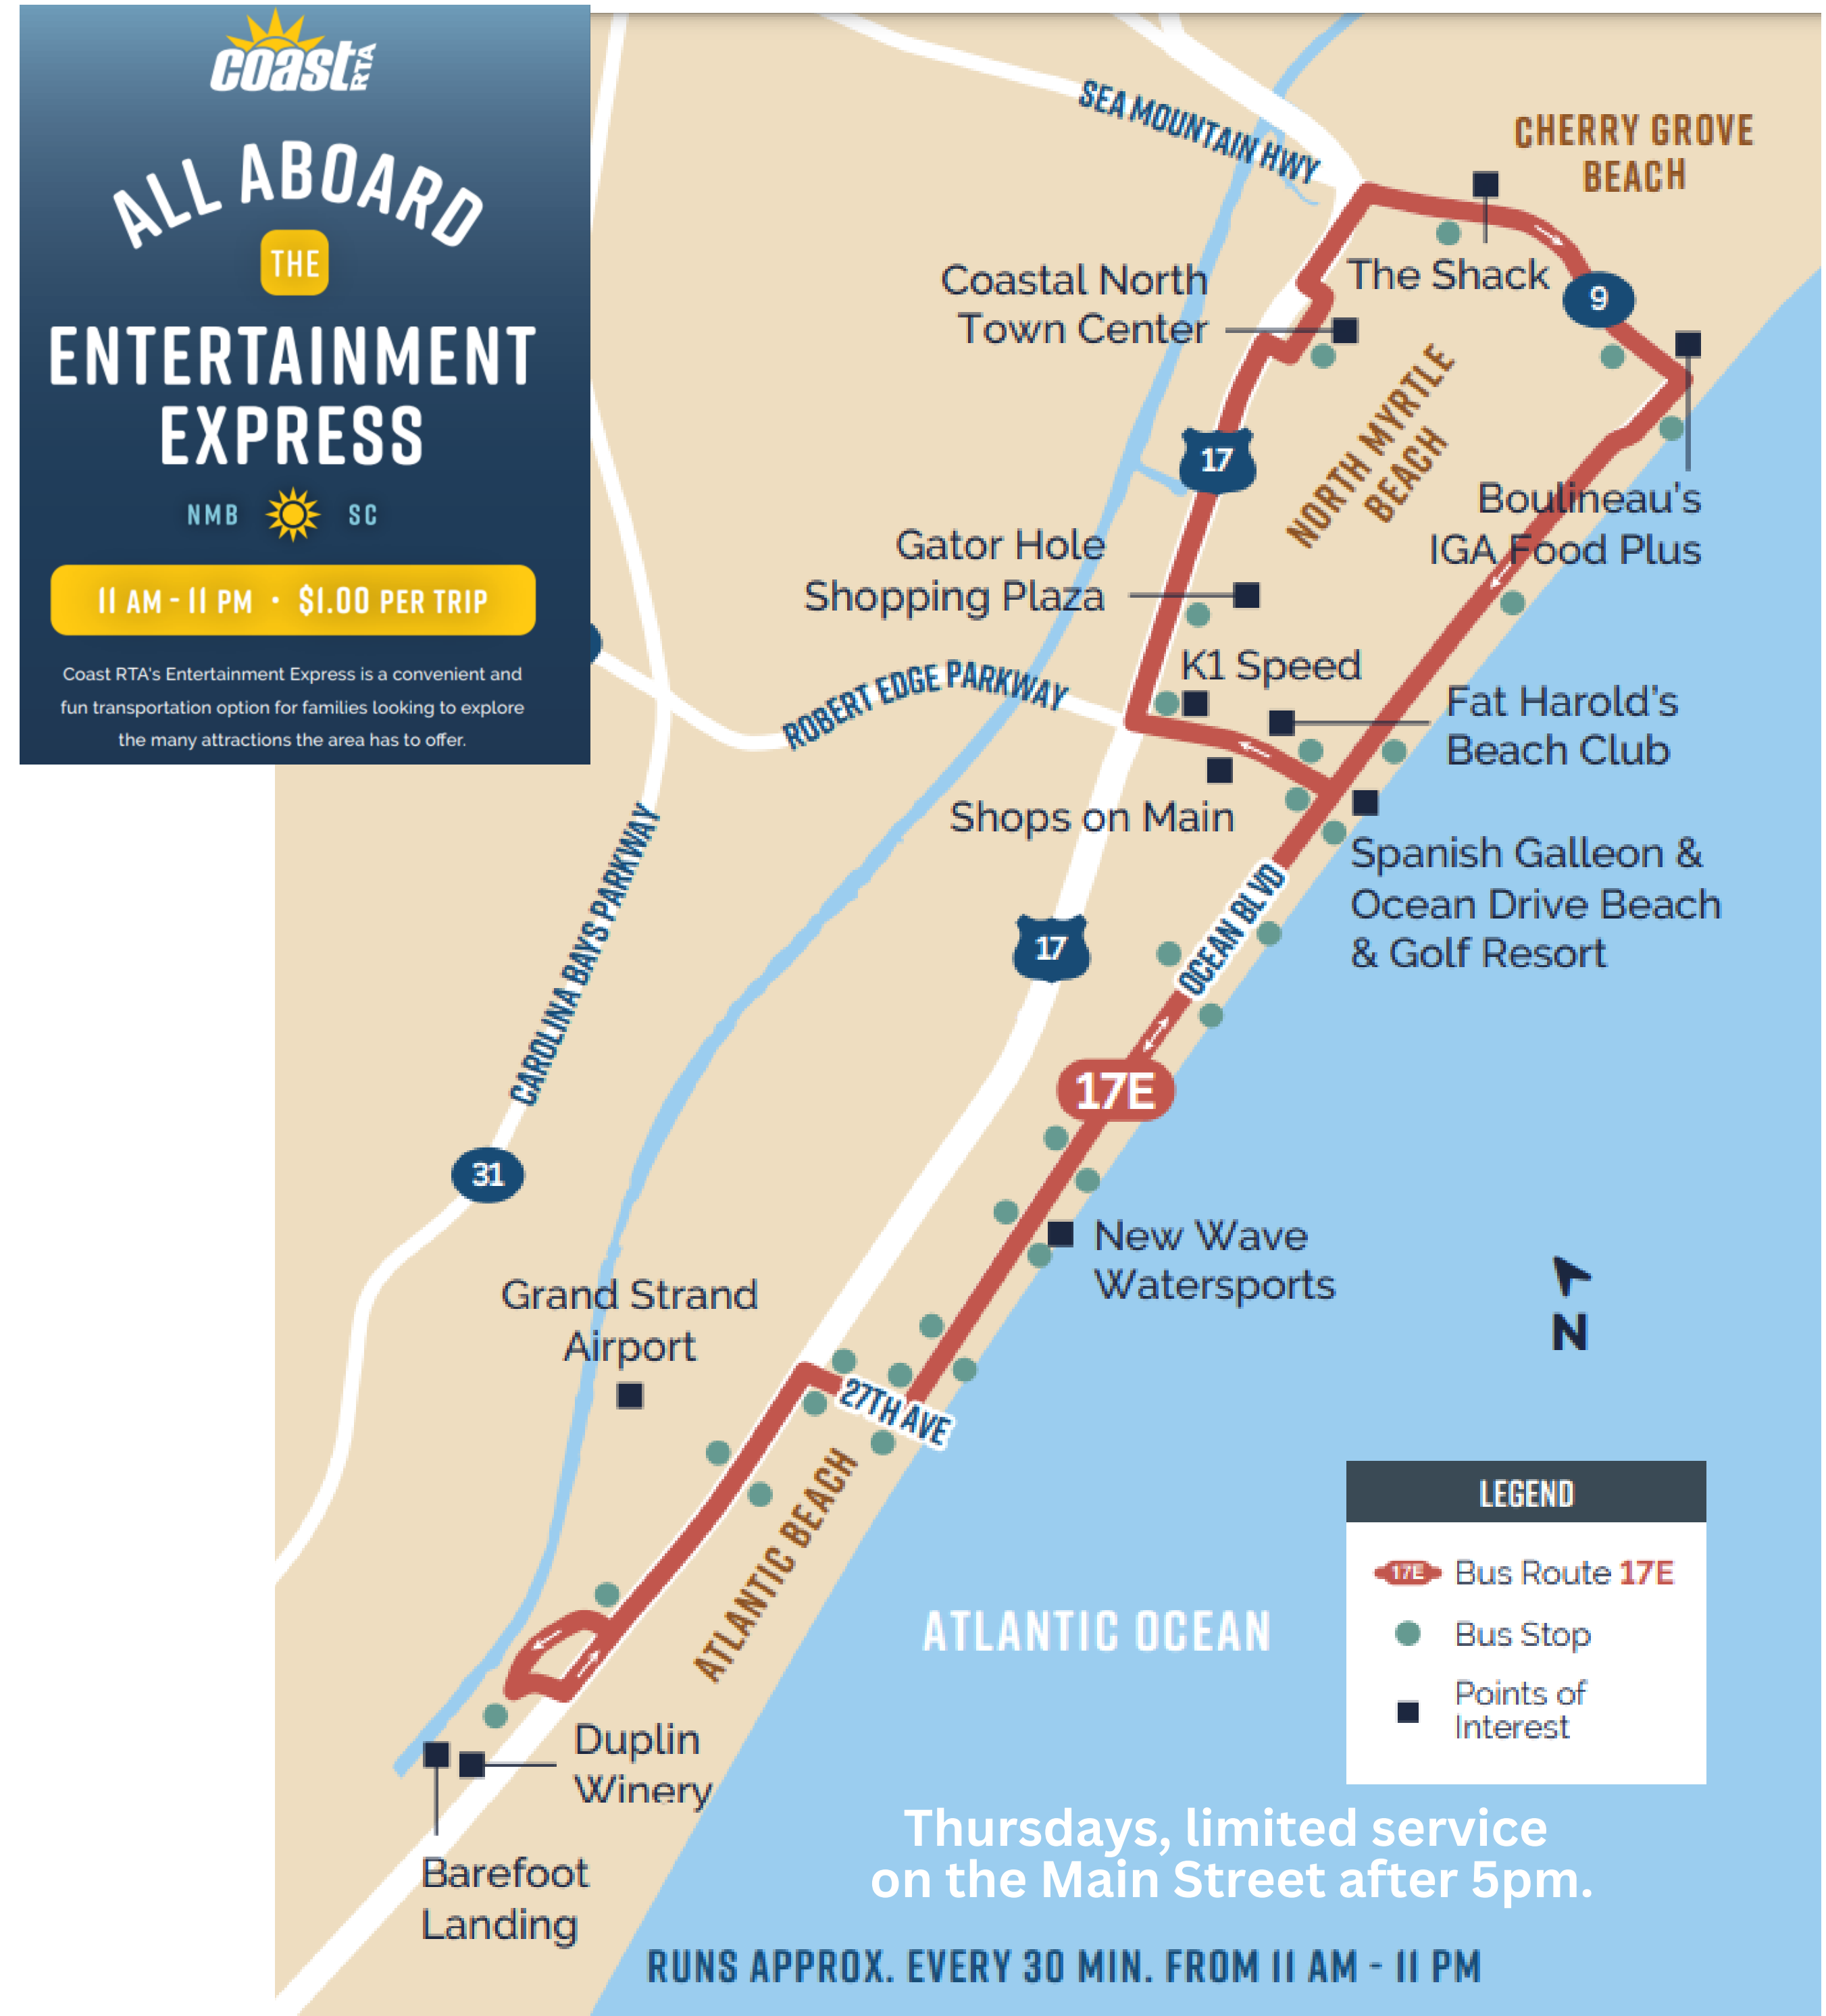 coast RTA
ALL ABOARD
THE
ENTERTAINMENT
EXPRESS
NMB SC
11 AM - 11 PM • $1.00 PER TRIP
Coast RTA's Entertainment Express is a convenient and
fun transportation option for families looking to explore
the many attractions the area has to offer.
SEA MOUNTAIN HWY
CHERRY GROVE
BEACH
The Shack
9
Coastal North
Town Center
17
NORTH MYRTLE
BEACH
Boulineau's
IGA Food Plus
Gator Hole
Shopping Plaza
K1 Speed
ROBERT EDGE PARKWAY
Fat Harold's
Beach Club
Shops on Main
Spanish Galleon &
Ocean Drive Beach
& Golf Resort
OCEAN BLVD
17
CAROLINA BAYS PARKWAY
17E
31
New Wave
Watersports
Grand Strand
Airport
N
27TH AVE
ATLANTIC BEACH
ATLANTIC OCEAN
LEGEND
17E Bus Route 17E
Bus Stop
Points of
Interest
Duplin
Winery
Barefoot
Landing
Thursdays, limited service
on the Main Street after 5pm.
RUNS APPROX. EVERY 30 MIN. FROM 11 AM - 11 PM